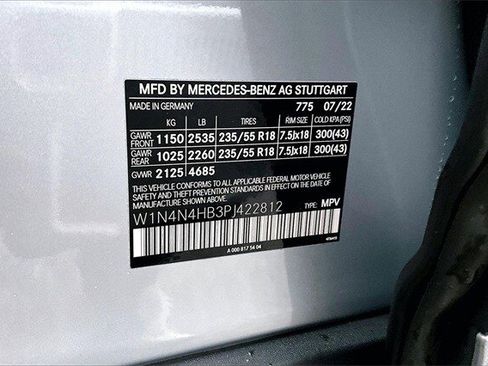 MFD BY MERCEDES-BENZ AG STUTTGART
MADE IN GERMANY 775 07/22
KG LB TIRES RIM SIZE COLD KPA (PSI)
GAWR FRONT 1150 2535 235/55 R18 7.5Jx18 300(43)
GAWR REAR 1025 2260 235/55 R18 7.5Jx18 300(43)
GVWR 2125 4685
THIS VEHICLE CONFORMS TO ALL APPLICABLE FEDERAL MOTOR VEHICLE
SAFETY AND THEFT PREVENTION STANDARDS IN EFFECT ON THE DATE OF
MANUFACTURE SHOWN ABOVE.
W1N4N4HB3PJ422812 TYPE: MPV
A 000 817 54 04